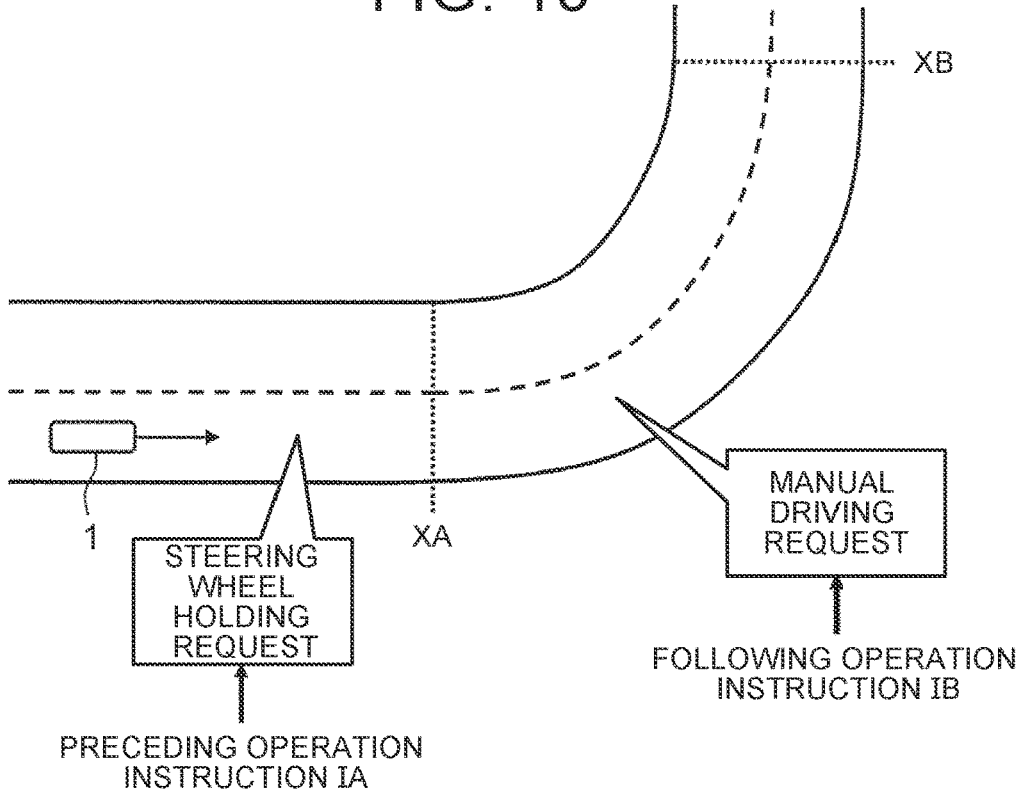 XB
1
XA
STEERING
WHEEL
HOLDING
REQUEST
MANUAL
DRIVING
REQUEST
FOLLOWING OPERATION
INSTRUCTION IB
PRECEDING OPERATION
INSTRUCTION IA